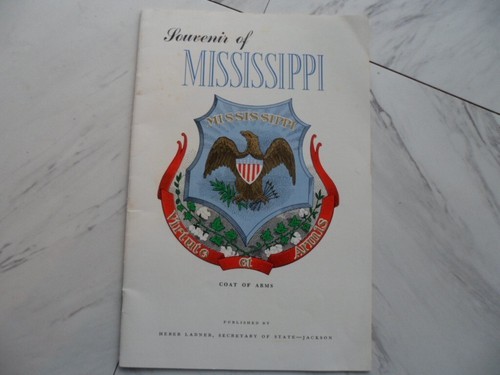 Souvenir of
MISSISSIPPI
MISSISSIPPI
Virtute et Armis
COAT OF ARMS
PUBLISHED BY
HEBER LADNER, SECRETARY OF STATE—JACKSON